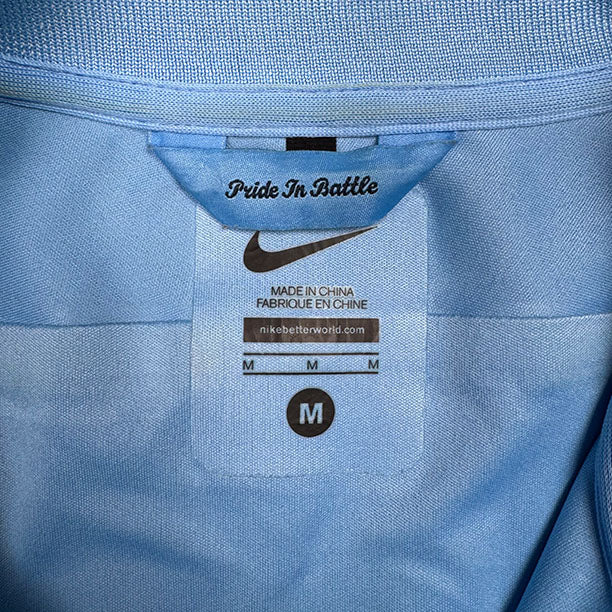 Pride In Battle
MADE IN CHINA
FABRIQUE EN CHINE
nikebetterworld.com
M M M
M